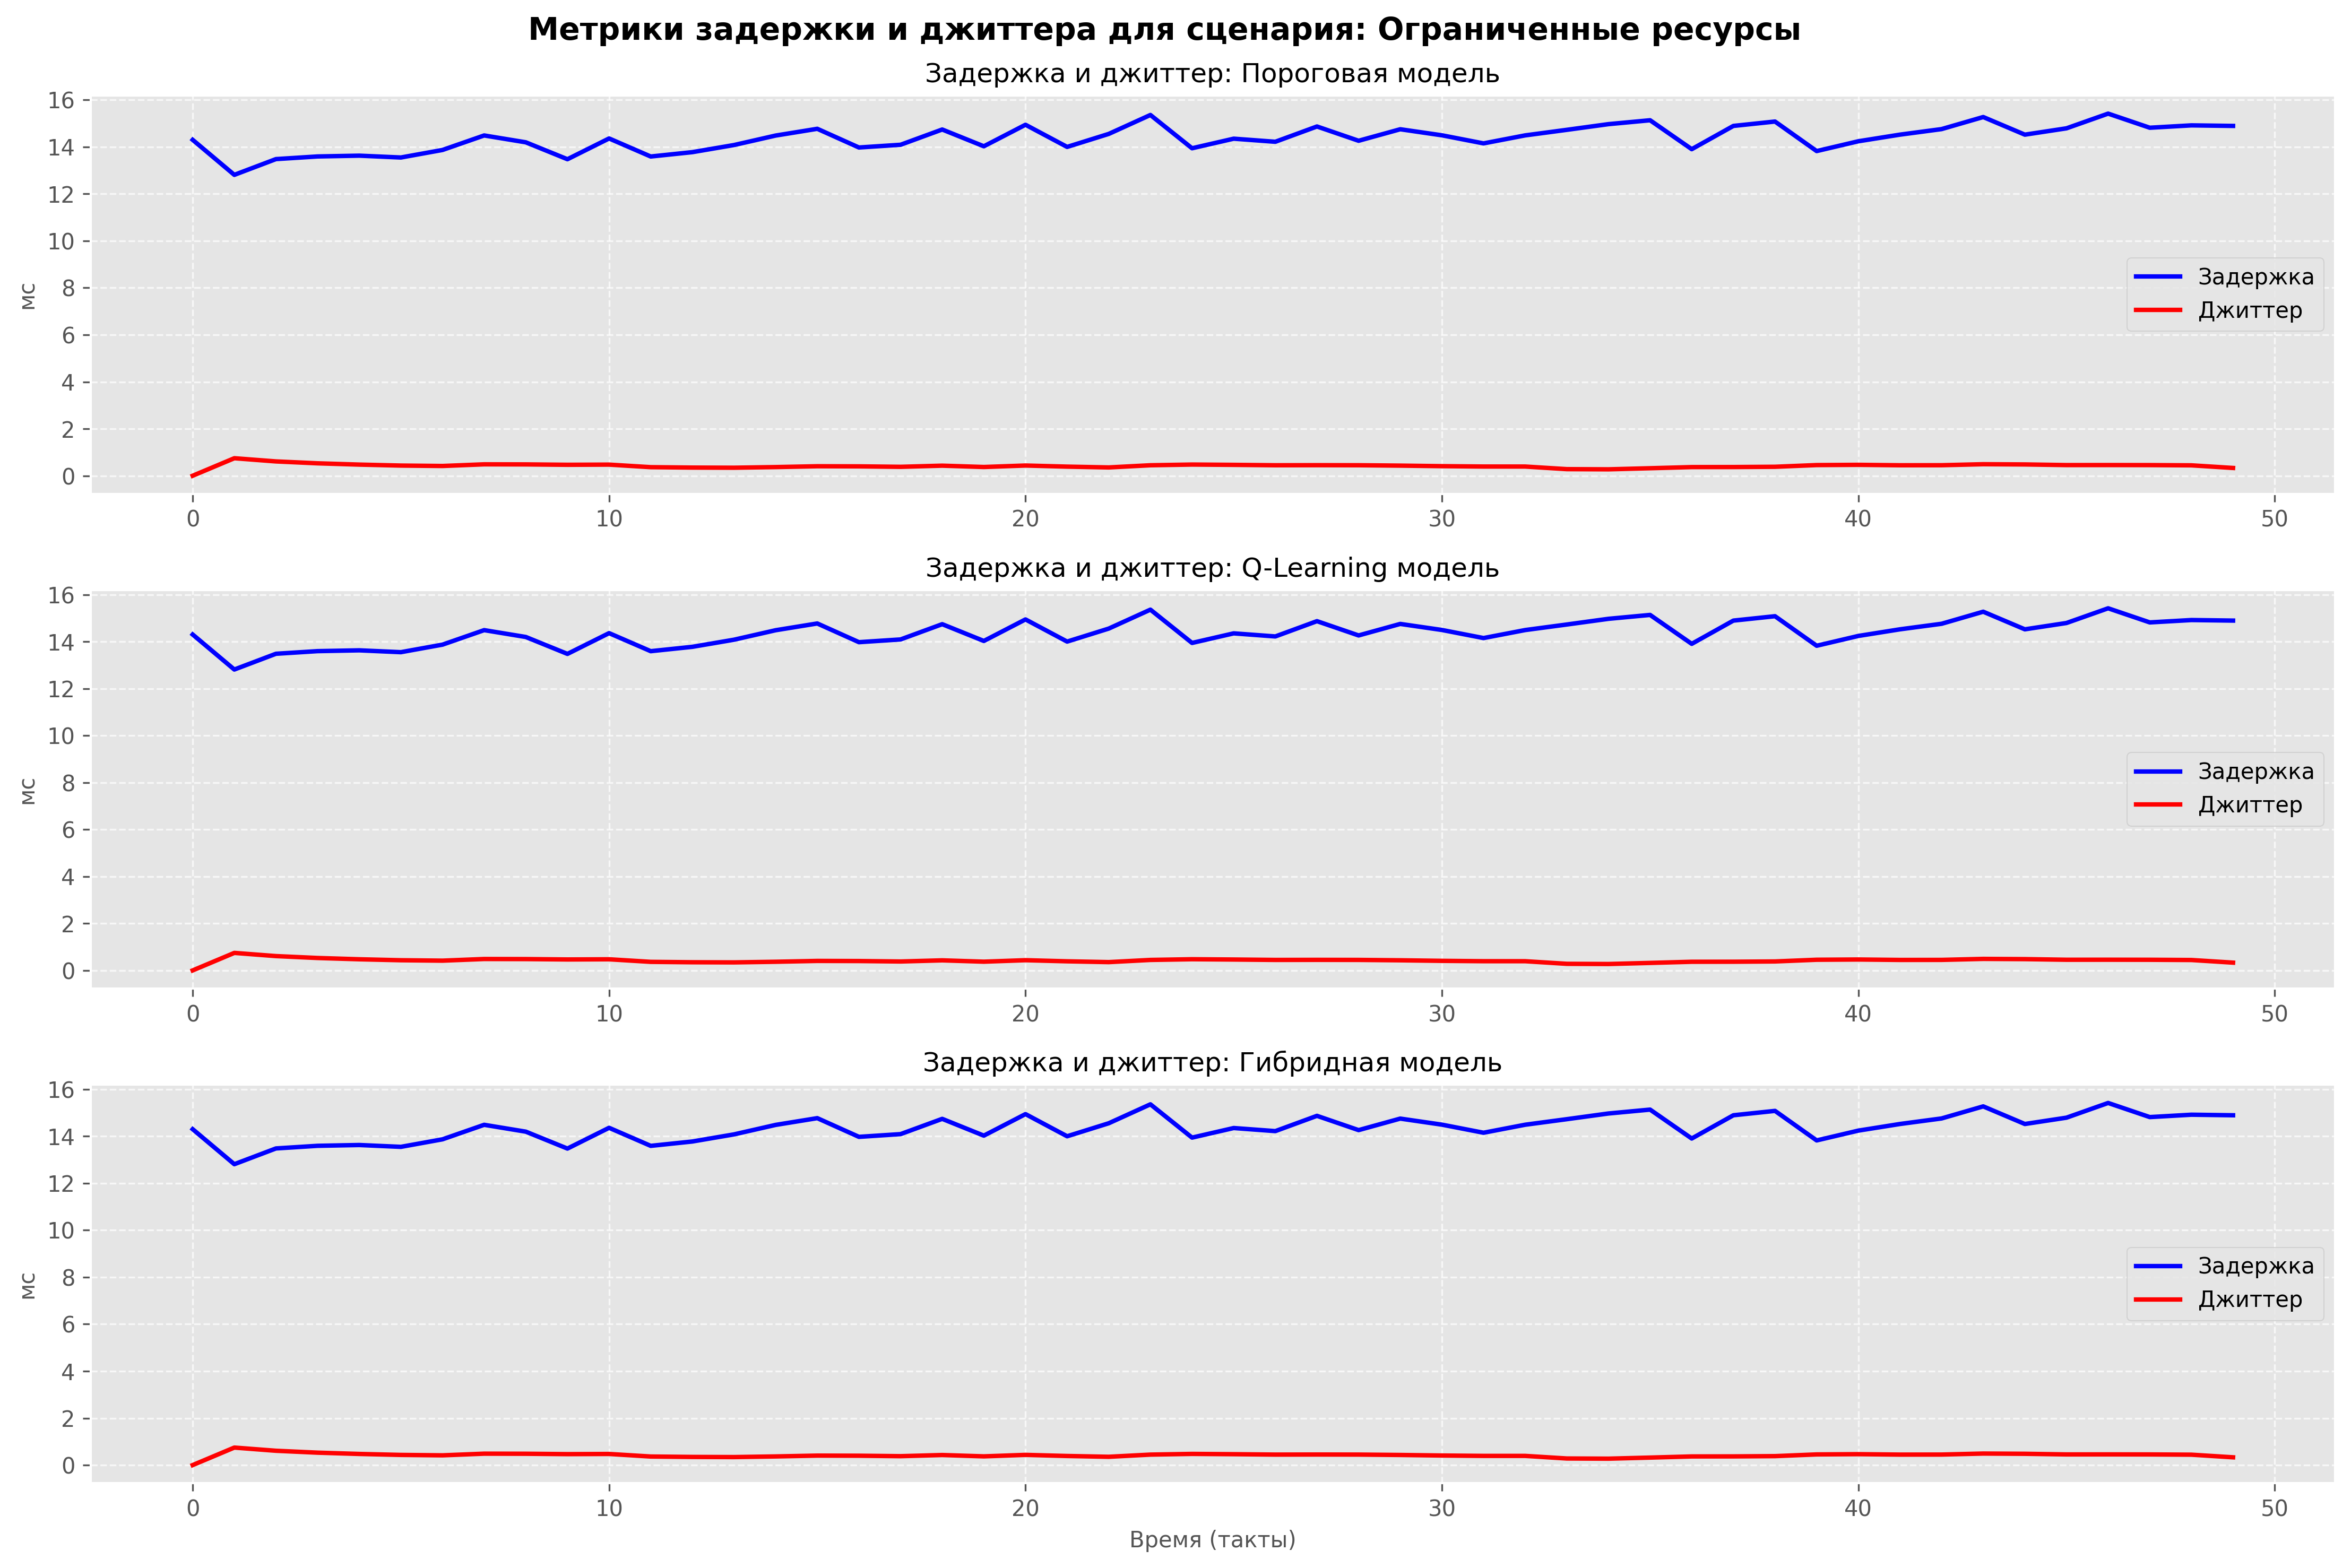 Метрики задержки и джиттера для сценария: Ограниченные ресурсы
Задержка и джиттер: Пороговая модель
16
14
12
10
8
6
4
2
0
мс
Задержка
Джиттер
0 10 20 30 40 50
Задержка и джиттер: Q-Learning модель
16
14
12
10
8
6
4
2
0
мс
Задержка
Джиттер
0 10 20 30 40 50
Задержка и джиттер: Гибридная модель
16
14
12
10
8
6
4
2
0
мс
Задержка
Джиттер
0 10 20 30 40 50
Время (такты)